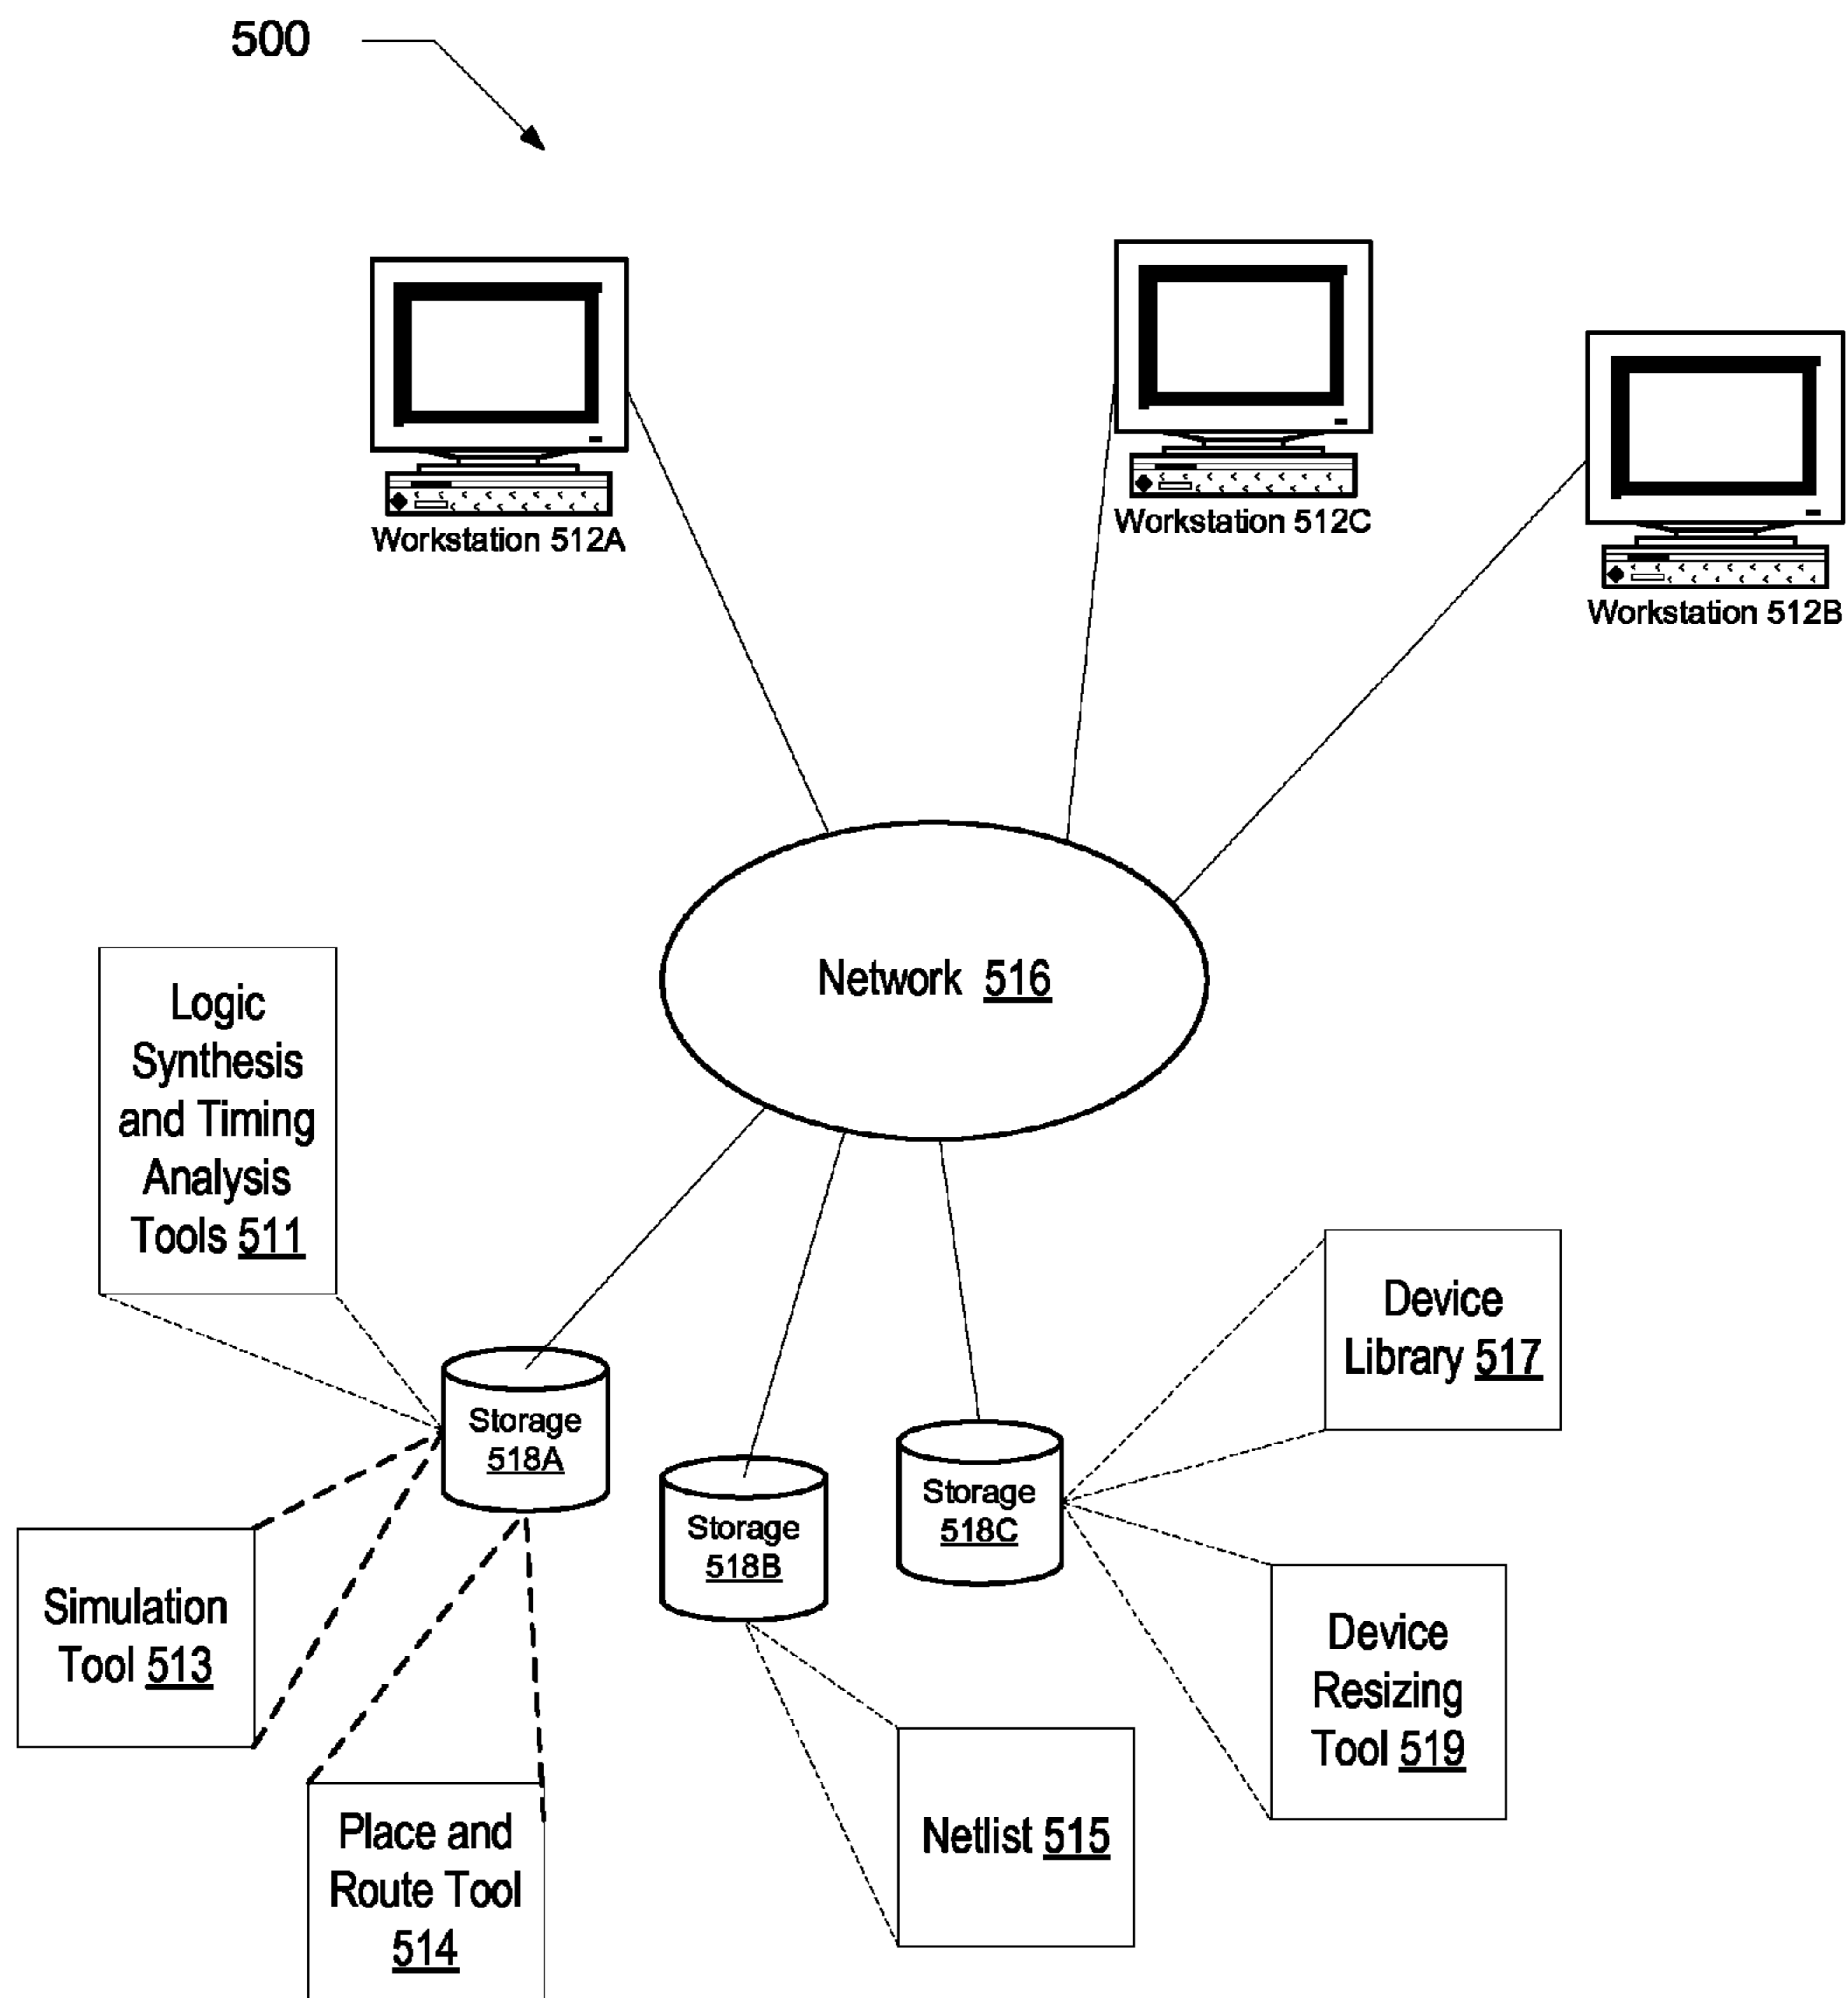 500
Workstation 512A
Workstation 512C
Workstation 512B
Network 516
Logic
Synthesis
and Timing
Analysis
Tools 511
Storage
518A
Storage
518B
Storage
518C
Device
Library 517
Simulation
Tool 513
Device
Resizing
Tool 519
Place and
Route Tool
514
Netlist 515